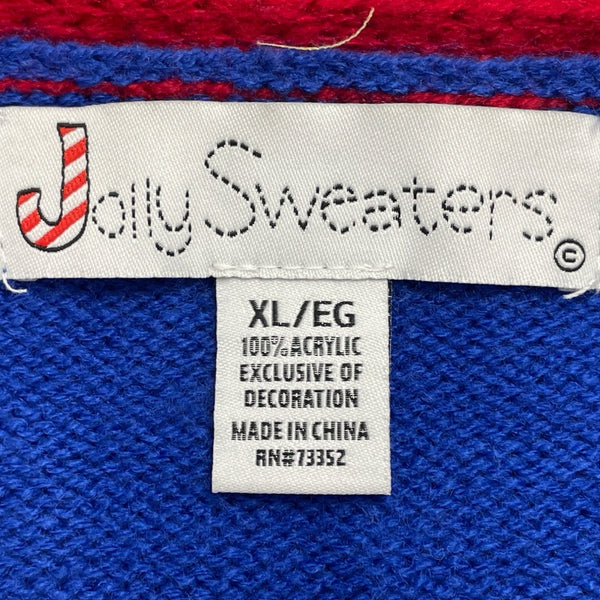 Jolly Sweaters ©
XL/EG
100% ACRYLIC
EXCLUSIVE OF
DECORATION
MADE IN CHINA
RN#73352